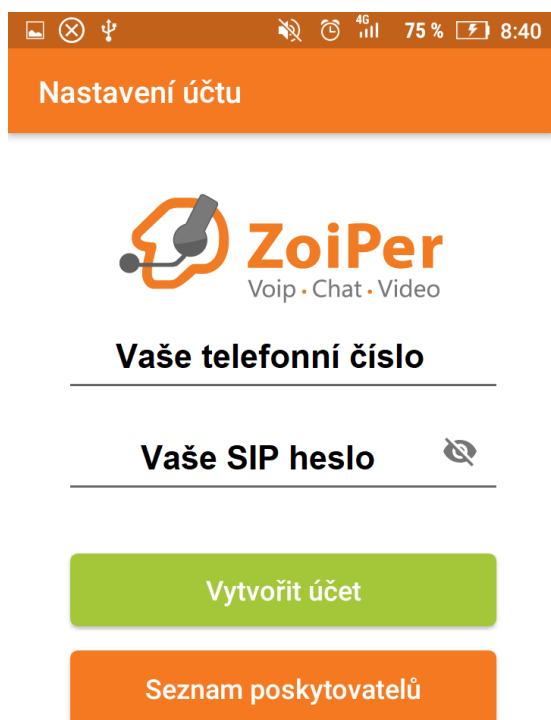 4G 75 % 8:40
Nastavení účtu
ZoiPer
Voip · Chat · Video
Vaše telefonní číslo
Vaše SIP heslo
Vytvořit účet
Seznam poskytovatelů